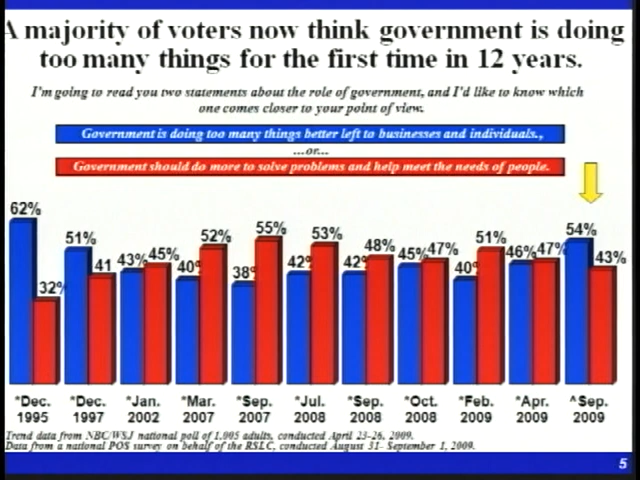 A majority of voters now think government is doing
too many things for the first time in 12 years.
I'm going to read you two statements about the role of government, and I'd like to know which
one comes closer to your point of view.
Government is doing too many things better left to businesses and individuals.,
...or...
Government should do more to solve problems and help meet the needs of people.
62% 32% 51% 41 43% 45% 40% 52% 38% 55% 42% 53% 42% 48% 45% 47% 40% 51% 46% 47% 54% 43%
*Dec. *Dec. *Jan. *Mar. *Sep. *Jul. *Sep. *Oct. *Feb. *Apr. ^Sep.
1995 1997 2002 2007 2007 2008 2008 2008 2009 2009 2009
Trend data from NBC/WSJ national poll of 1,005 adults, conducted April 23-26, 2009.
Data from a national POS survey on behalf of the RSLC, conducted August 31- September 1, 2009.
5